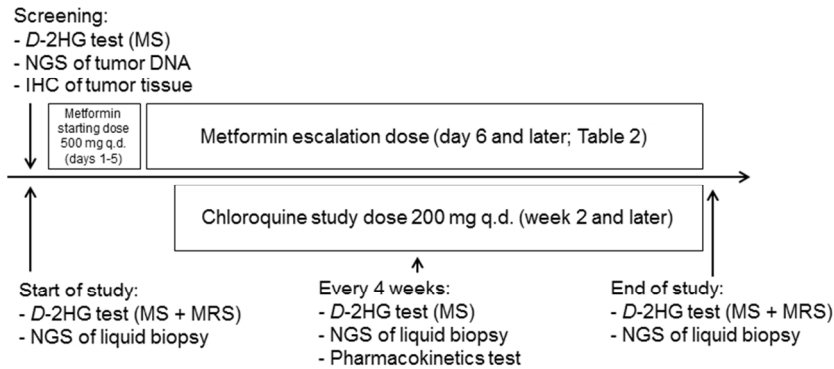 Screening:
- D-2HG test (MS)
- NGS of tumor DNA
- IHC of tumor tissue
Metformin
starting dose
500 mg q.d.
(days 1-5)
Metformin escalation dose (day 6 and later; Table 2)
Chloroquine study dose 200 mg q.d. (week 2 and later)
Start of study:
- D-2HG test (MS + MRS)
- NGS of liquid biopsy
Every 4 weeks:
- D-2HG test (MS)
- NGS of liquid biopsy
- Pharmacokinetics test
End of study:
- D-2HG test (MS + MRS)
- NGS of liquid biopsy